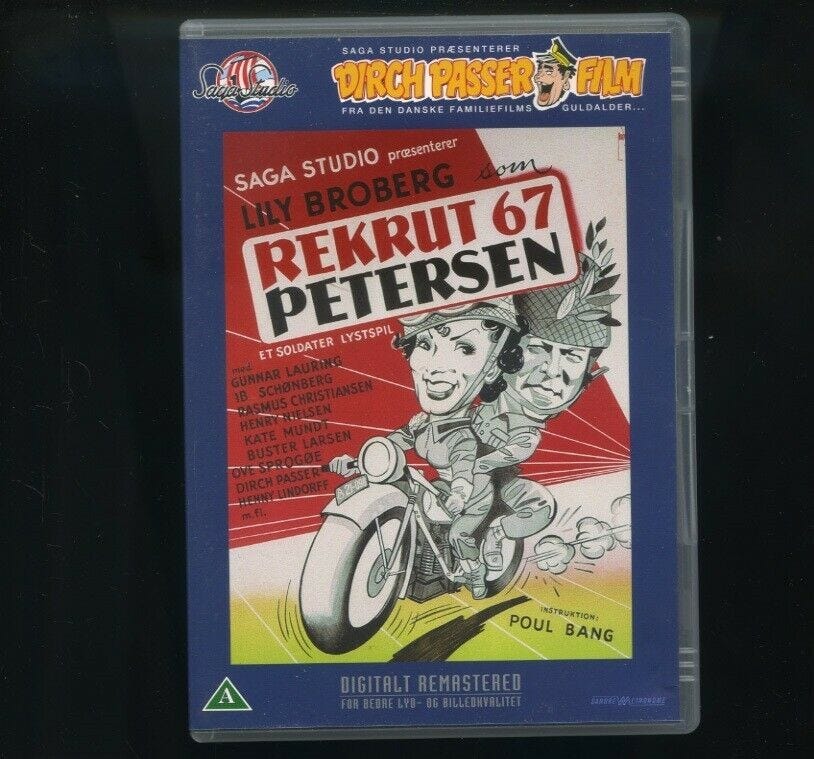 Saga Studio
SAGA STUDIO PRÆSENTERER
DIRCH PASSER FILM
FRA DEN DANSKE FAMILIEFILMS GULDALDER...
SAGA STUDIO præsenterer
LILY BROBERG som
REKRUT 67
PETERSEN
ET SOLDATER LYSTSPIL
med
GUNNAR LAURING
IB SCHØNBERG
RASMUS CHRISTIANSEN
HENRY NIELSEN
KATE MUNDT
BUSTER LARSEN
OVE SPROGØE
DIRCH PASSER
HENNY LINDORFF
m.fl.
INSTRUKTION:
POUL BANG
A
DIGITALT REMASTERED
FOR BEDRE LYD- OG BILLEDKVALITET